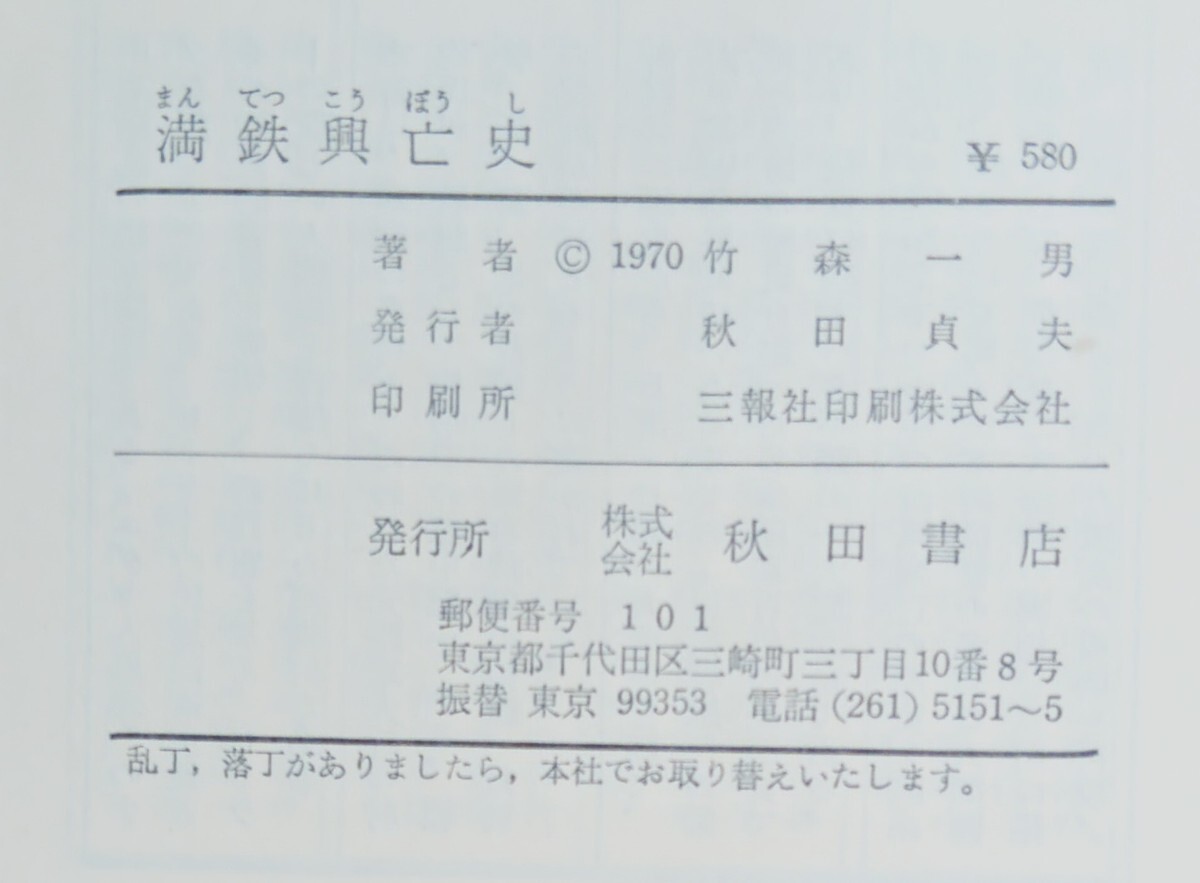 まん てつ こう ぼう し
満鉄興亡史 ¥ 580
著者 © 1970 竹森一男
発行者 秋田貞夫
印刷所 三報社印刷株式会社
発行所 株式会社 秋田書店
郵便番号 101
東京都千代田区三崎町三丁目10番8号
振替 東京 99353 電話(261)5151~5
乱丁,落丁がありましたら,本社でお取り替えいたします。